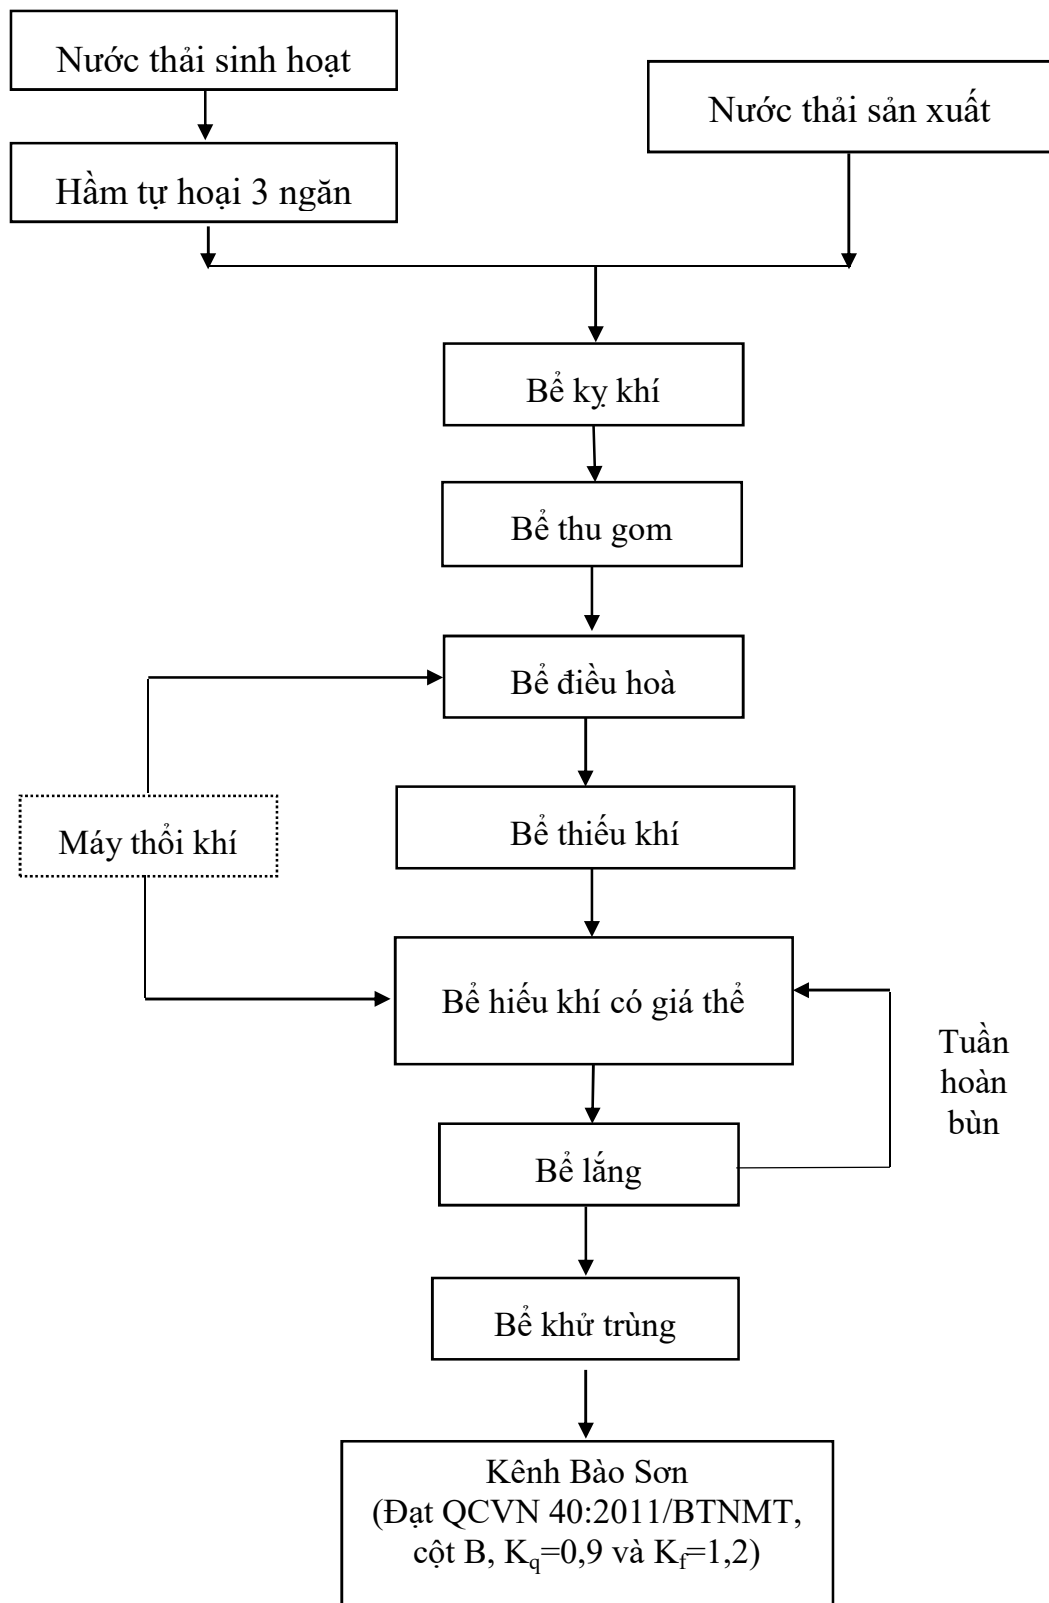 Nước thải sinh hoạt
Nước thải sản xuất
Hầm tự hoại 3 ngăn
Bể kỵ khí
Bể thu gom
Bể điều hoà
Máy thổi khí
Bể thiếu khí
Bể hiếu khí có giá thể
Tuần
hoàn
bùn
Bể lắng
Bể khử trùng
Kênh Bào Sơn
(Đạt QCVN 40:2011/BTNMT,
cột B, Kq=0,9 và Kf=1,2)